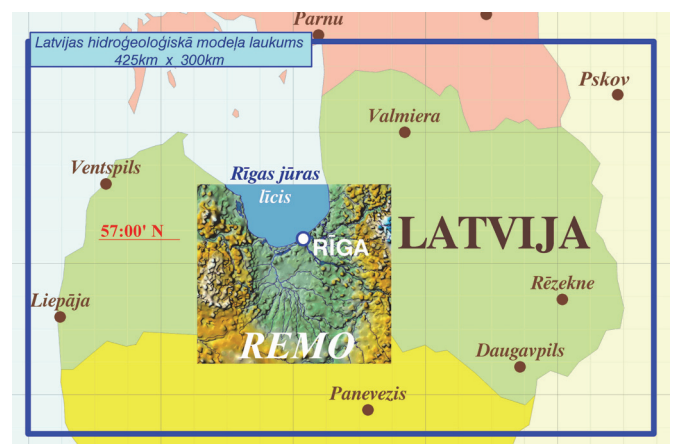 Parnu
Latvijas hidroģeoloģiskā modeļa laukums
425km x 300km
Pskov
Valmiera
Ventspils
Rīgas jūras
līcis
57:00' N
RĪGA
LATVIJA
Rēzekne
Liepāja
REMO
Daugavpils
Panevezis